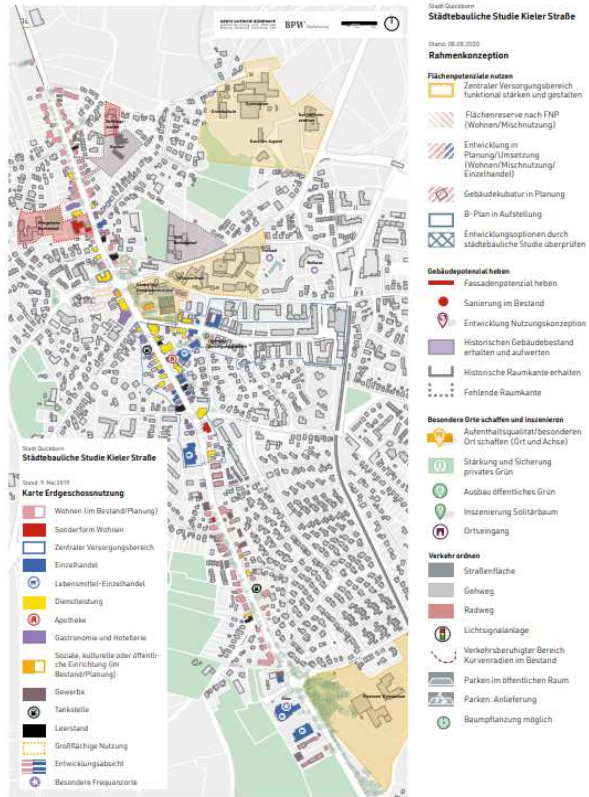 BPW
Stadt Quickborn
Städtebauliche Studie Kieler Straße
Stand: 9. Mai 2019
Karte Erdgeschossnutzung
Wohnen (im Bestand/Planung)
Sonderform Wohnen
Zentraler Versorgungsbereich
Einzelhandel
Lebensmittel-Einzelhandel
Dienstleistung
Apotheke
Gastronomie und Hotellerie
Soziale, kulturelle oder öffentli-
che Einrichtung (im
Bestand/Planung)
Gewerbe
Tankstelle
Leerstand
Großflächige Nutzung
Entwicklungsabsicht
Besondere Frequenzorte
Stadt Quickborn
Städtebauliche Studie Kieler Straße
Stand: 08.09.2020
Rahmenkonzeption
Flächenpotenziale nutzen
Zentraler Versorgungsbereich
funktional stärken und gestalten
Flächenreserve nach FNP
(Wohnen/Mischnutzung)
Entwicklung in
Planung/Umsetzung
(Wohnen/Mischnutzung/
Einzelhandel)
Gebäudekubatur in Planung
B-Plan in Aufstellung
Entwicklungsoptionen durch
städtebauliche Studie überprüfen
Gebäudepotenzial heben
Fassadenpotenzial heben
Sanierung im Bestand
Entwicklung Nutzungskonzeption
Historischen Gebäudebestand
erhalten und aufwerten
Historische Raumkante erhalten
Fehlende Raumkante
Besondere Orte schaffen und inszenieren
Aufenthaltsqualität/besonderen
Ort schaffen (Ort und Achse)
Stärkung und Sicherung
privates Grün
Ausbau öffentliches Grün
Inszenierung Solitärbaum
Ortseingang
Verkehr ordnen
Straßenfläche
Gehweg
Radweg
Lichtsignalanlage
Verkehrsberuhigter Bereich
Kurvenradien im Bestand
Parken im öffentlichen Raum
Parken: Anlieferung
Baumpflanzung möglich